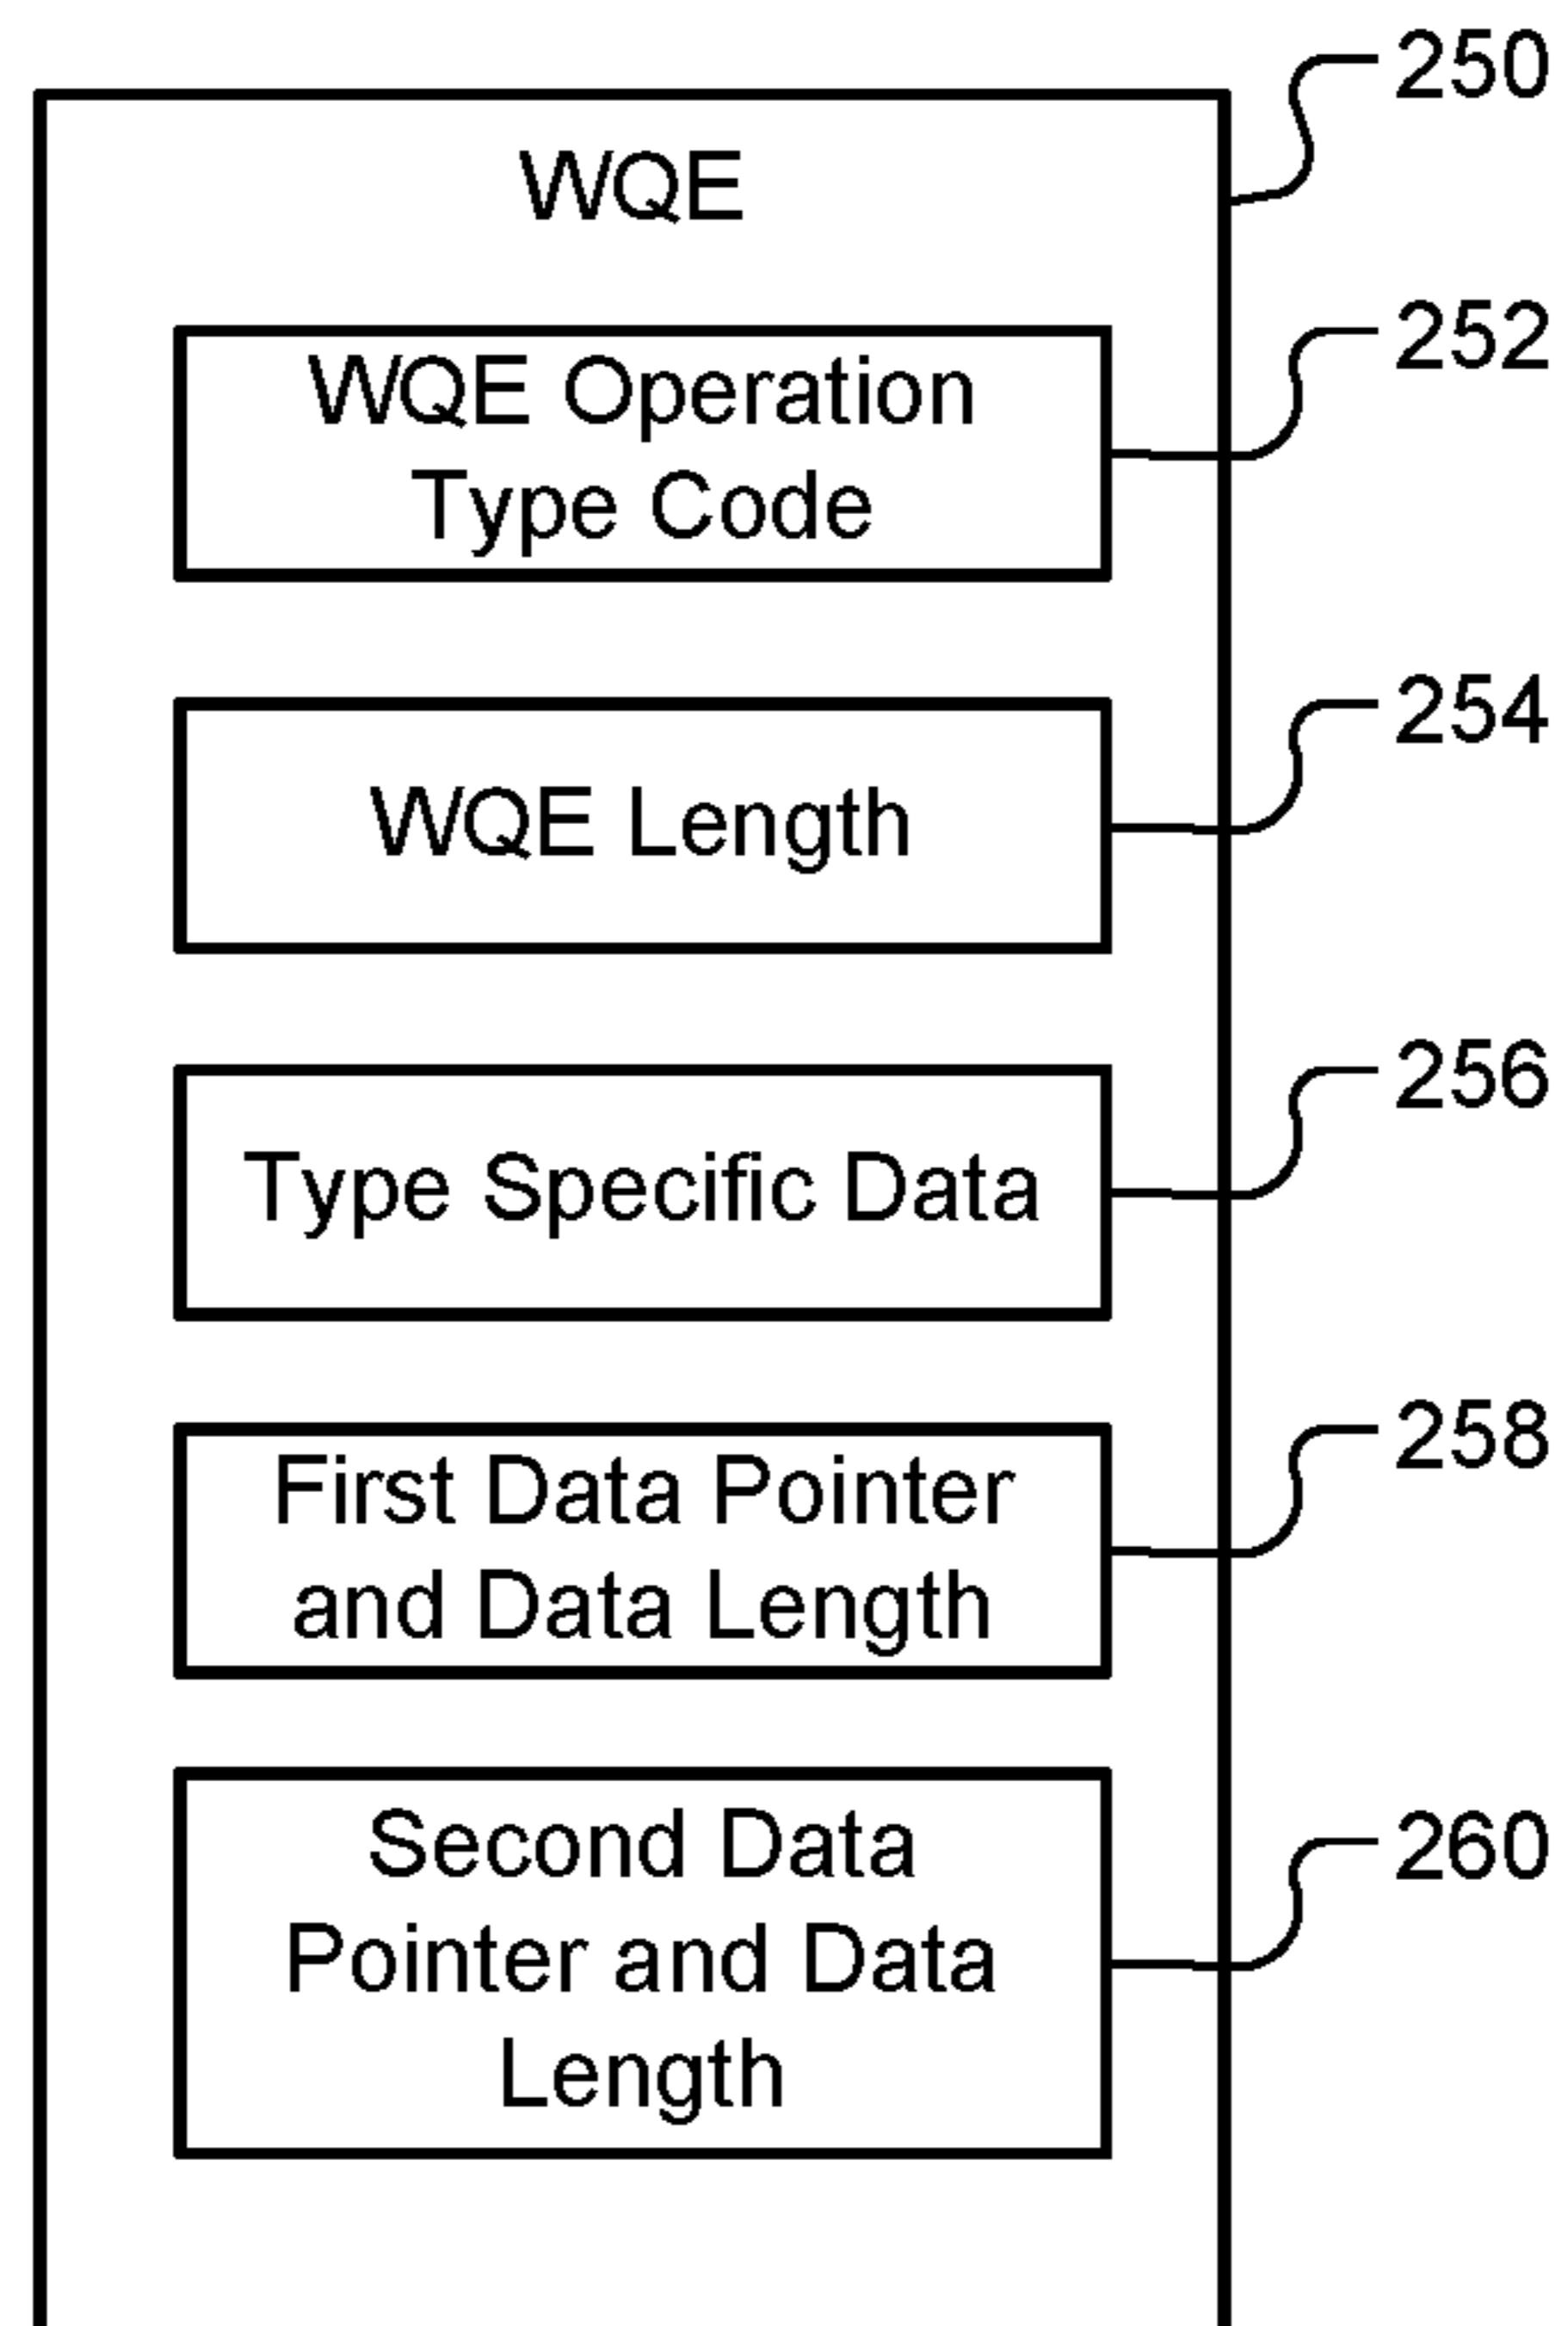 250
WQE
252
WQE Operation
Type Code
254
WQE Length
256
Type Specific Data
258
First Data Pointer
and Data Length
260
Second Data
Pointer and Data
Length